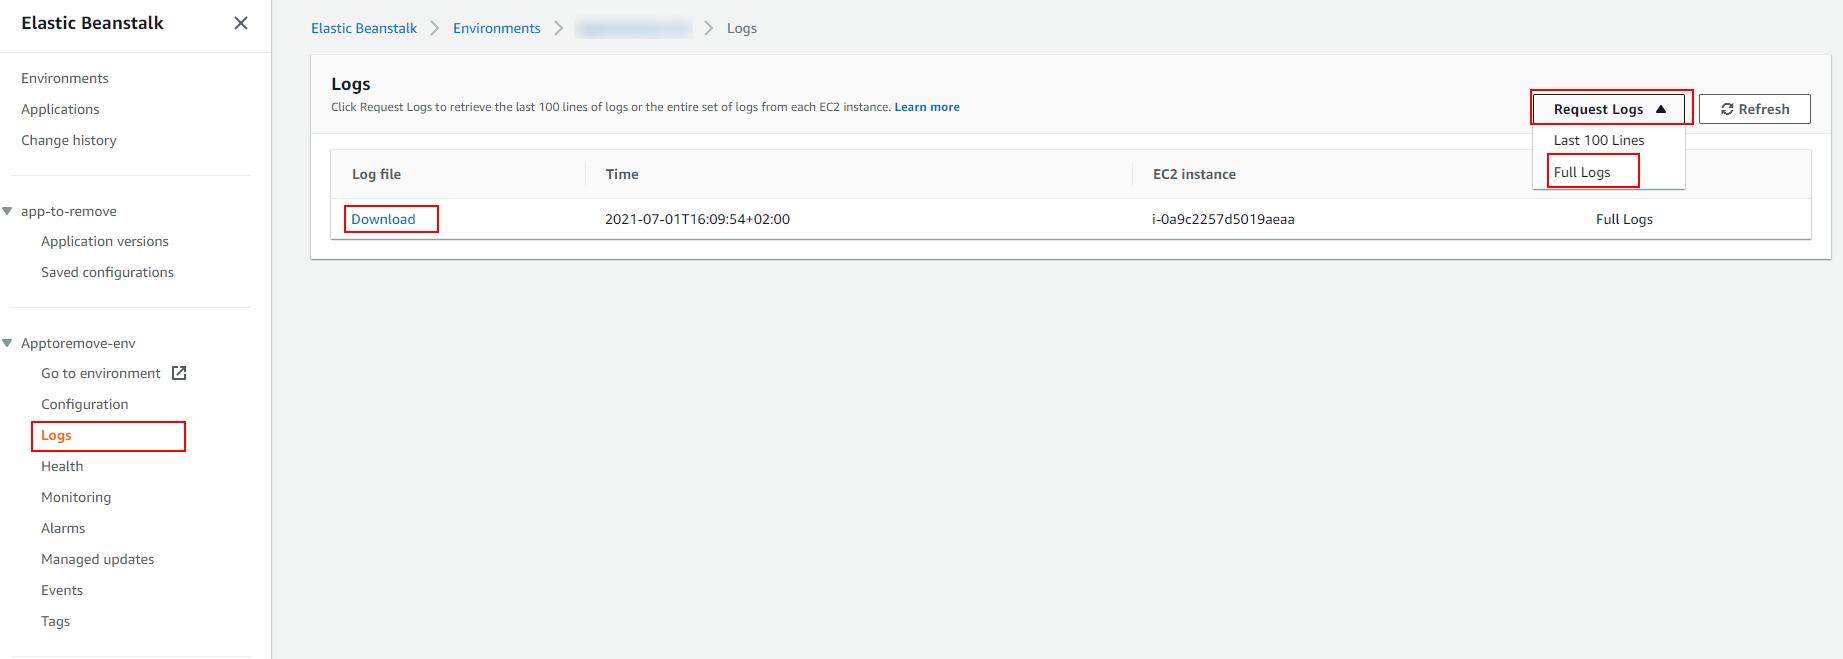 Elastic Beanstalk
Environments
Applications
Change history
app-to-remove
Application versions
Saved configurations
Apptoremove-env
Go to environment
Configuration
Logs
Health
Monitoring
Alarms
Managed updates
Events
Tags
Elastic Beanstalk > Environments > > Logs
Logs
Click Request Logs to retrieve the last 100 lines of logs or the entire set of logs from each EC2 instance. Learn more
Request Logs
Refresh
Last 100 Lines
Full Logs
Log file Time EC2 instance
Download 2021-07-01T16:09:54+02:00 i-0a9c2257d5019aeaa Full Logs